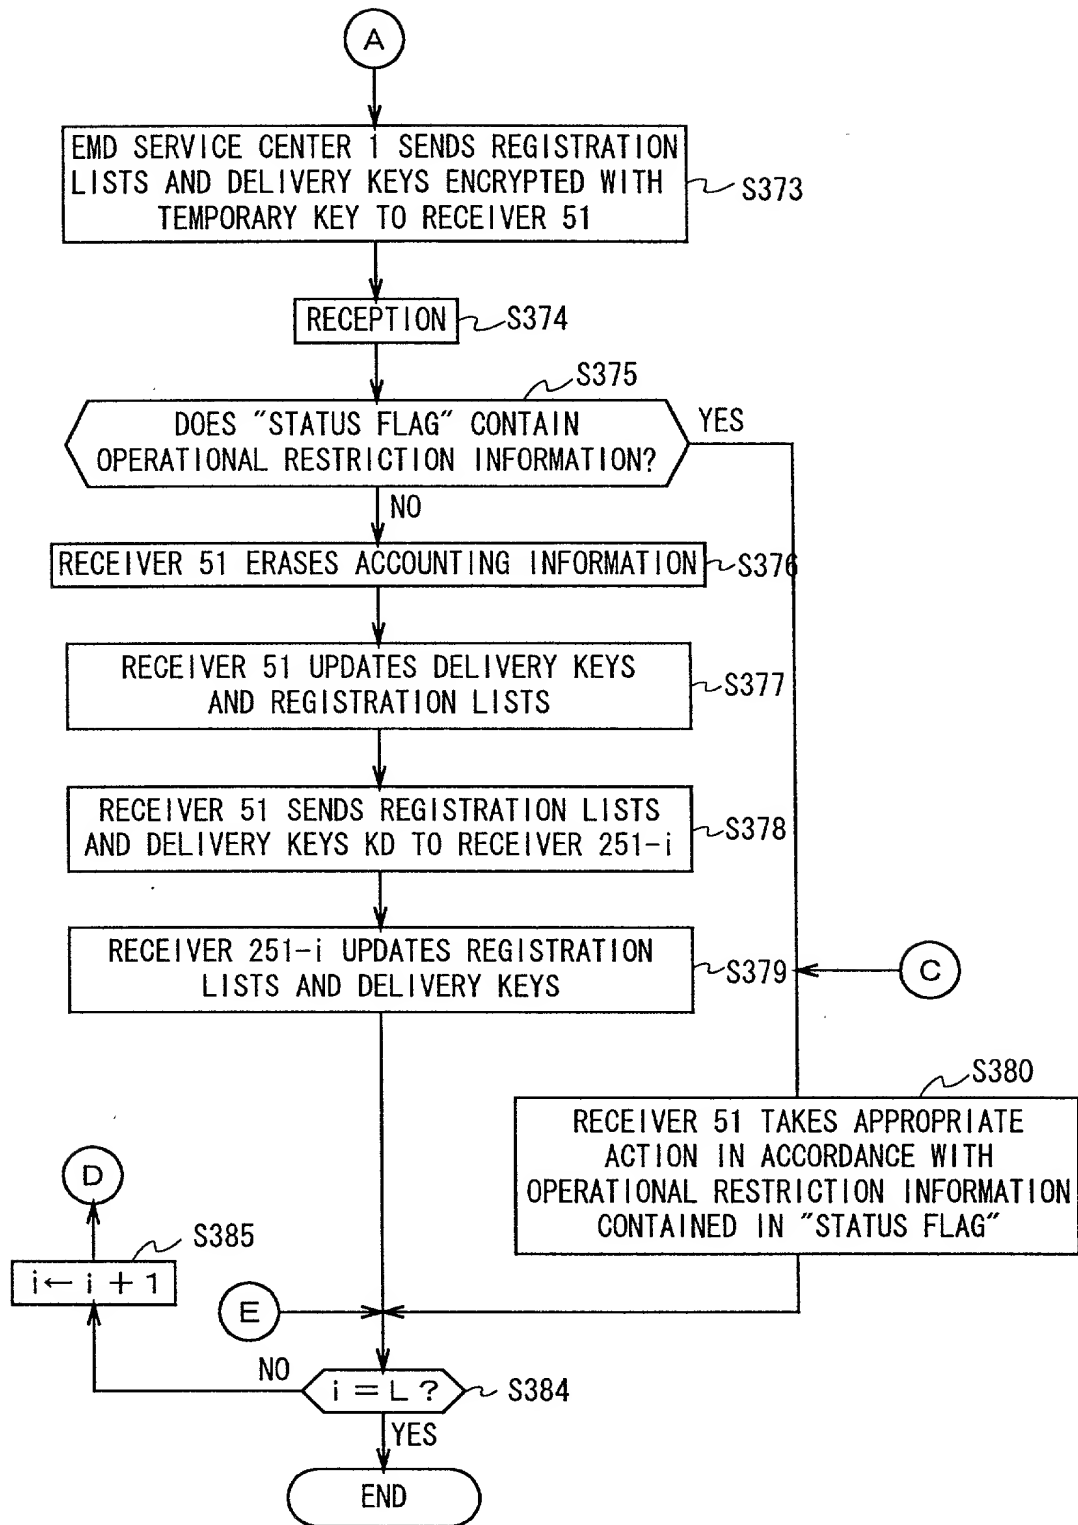 A
EMD SERVICE CENTER 1 SENDS REGISTRATION
LISTS AND DELIVERY KEYS ENCRYPTED WITH
TEMPORARY KEY TO RECEIVER 51
S373
RECEPTION
S374
S375
DOES "STATUS FLAG" CONTAIN
OPERATIONAL RESTRICTION INFORMATION?
YES
NO
RECEIVER 51 ERASES ACCOUNTING INFORMATION
S376
RECEIVER 51 UPDATES DELIVERY KEYS
AND REGISTRATION LISTS
S377
RECEIVER 51 SENDS REGISTRATION LISTS
AND DELIVERY KEYS KD TO RECEIVER 251-i
S378
RECEIVER 251-i UPDATES REGISTRATION
LISTS AND DELIVERY KEYS
S379
C
S380
RECEIVER 51 TAKES APPROPRIATE
ACTION IN ACCORDANCE WITH
OPERATIONAL RESTRICTION INFORMATION
CONTAINED IN "STATUS FLAG"
D
S385
i ← i + 1
E
NO
i = L ?
S384
YES
END